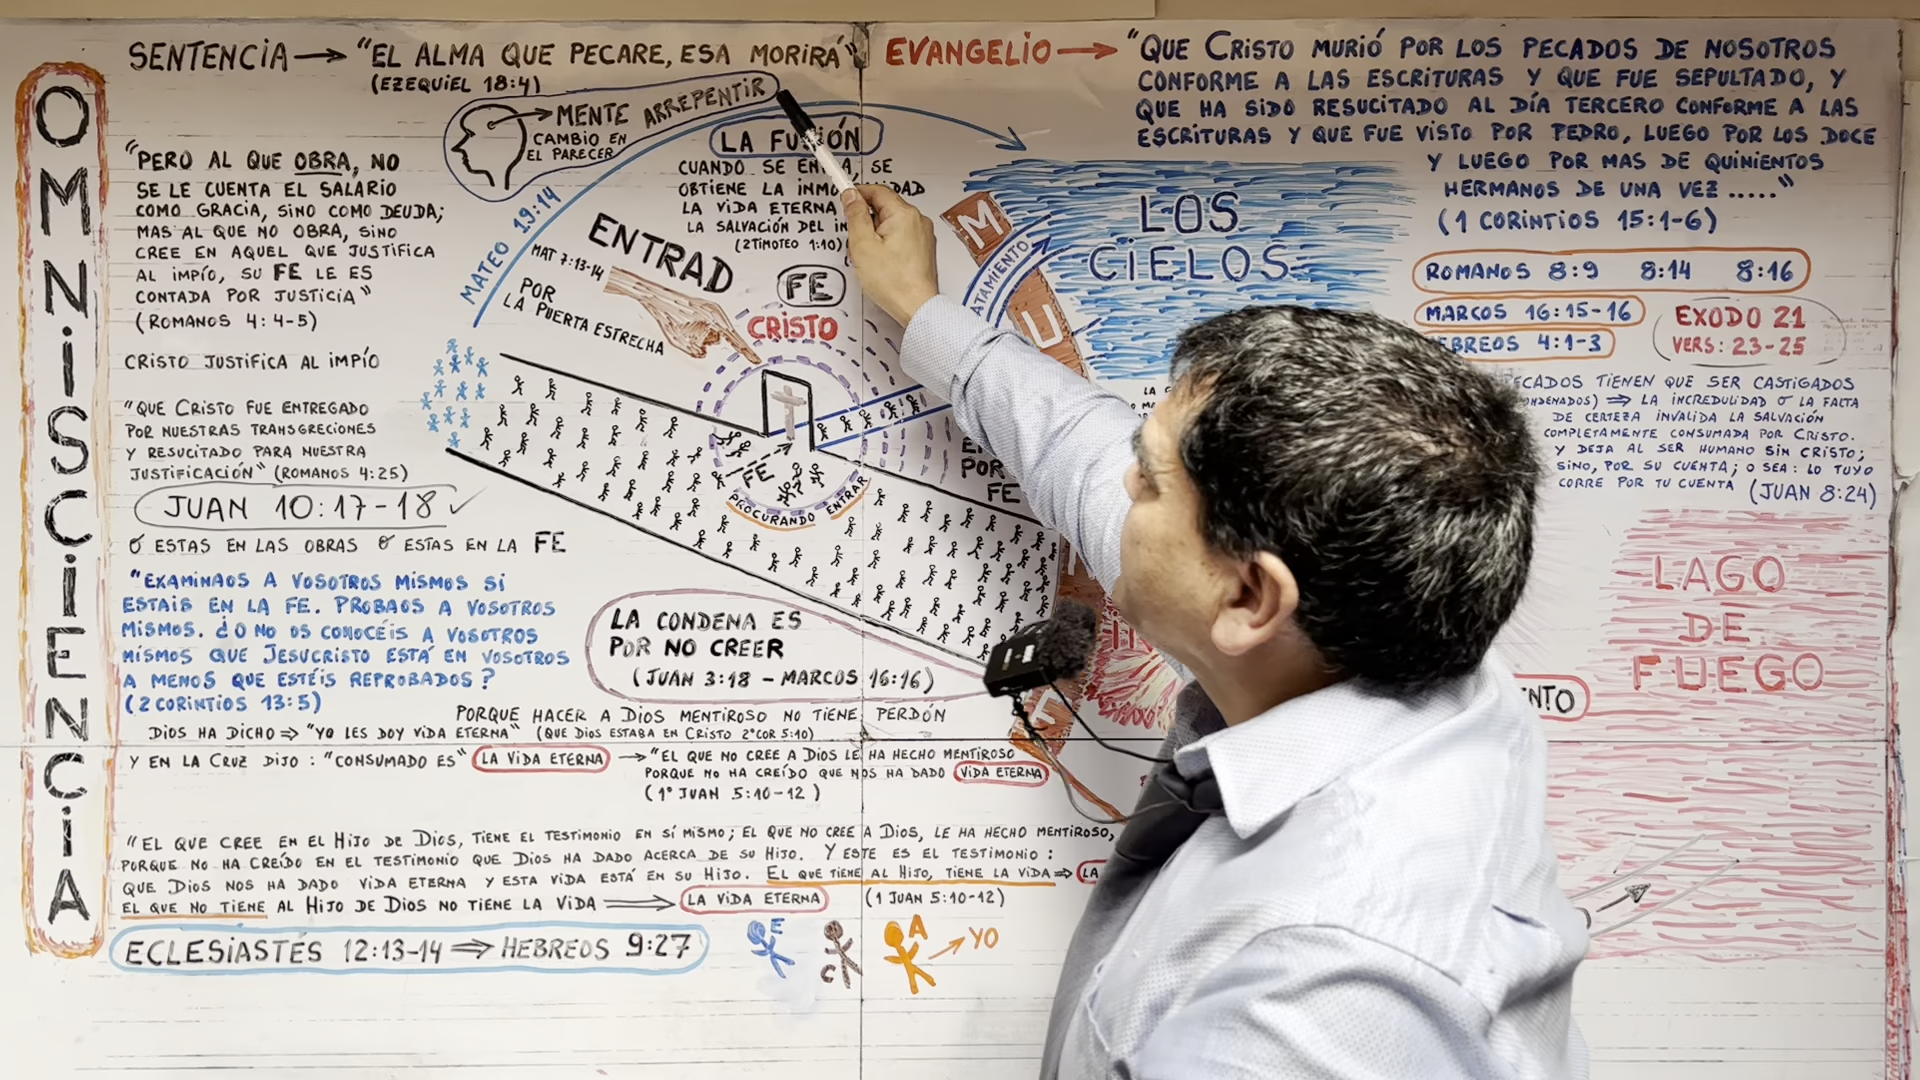 OMNISCIENCIA
SENTENCIA → "EL ALMA QUE PECARE, ESA MORIRÁ"
(EZEQUIEL 18:4)
MENTE ARREPENTIR
CAMBIO EN
EL PARECER
MATEO 19:14
"PERO AL QUE OBRA, NO
SE LE CUENTA EL SALARIO
COMO GRACIA, SINO COMO DEUDA;
MAS AL QUE NO OBRA, SINO
CREE EN AQUEL QUE JUSTIFICA
AL IMPÍO, SU FE LE ES
CONTADA POR JUSTICIA"
(ROMANOS 4:4-5)
CRISTO JUSTIFICA AL IMPÍO
"QUE CRISTO FUE ENTREGADO
POR NUESTRAS TRANSGRECIONES
Y RESUCITADO PARA NUESTRA
JUSTIFICACIÓN" (ROMANOS 4:25)
JUAN 10:17-18
Ó ESTAS EN LAS OBRAS Ó ESTAS EN LA FE
"EXAMINAOS A VOSOTROS MISMOS SI
ESTAIS EN LA FE. PROBAOS A VOSOTROS
MISMOS. ¿O NO OS CONOCÉIS A VOSOTROS
MISMOS QUE JESUCRISTO ESTÁ EN VOSOTROS
A MENOS QUE ESTÉIS REPROBADOS?
(2 CORINTIOS 13:5)
LA FUSIÓN
CUANDO SE SE
OBTIENE LA
LA VIDA ETERNA
LA SALVACIÓN DEL
(2 TIMOTEO 1:10)
ENTRAD
MAT 7:13-14
POR
LA PUERTA ESTRECHA
FE
CRISTO
FE
PROCURANDO ENTRAR
POR
FE
LA CONDENA ES
POR NO CREER
(JUAN 3:18 - MARCOS 16:16)
PORQUE HACER A DIOS MENTIROSO NO TIENE PERDÓN
DIOS HA DICHO ⇒ "YO LES DOY VIDA ETERNA" (QUE DIOS ESTABA EN CRISTO 2ºCOR 5:10)
Y EN LA CRUZ DIJO: "CONSUMADO ES" LA VIDA ETERNA → "EL QUE NO CREE A DIOS LE HA HECHO MENTIROSO
PORQUE NO HA CREÍDO QUE NOS HA DADO VIDA ETERNA
(1º JUAN 5:10-12)
"EL QUE CREE EN EL HIJO DE DIOS, TIENE EL TESTIMONIO EN SÍ MISMO; EL QUE NO CREE A DIOS, LE HA HECHO MENTIROSO,
PORQUE NO HA CREÍDO EN EL TESTIMONIO QUE DIOS HA DADO ACERCA DE SU HIJO. Y ESTE ES EL TESTIMONIO:
QUE DIOS NOS HA DADO VIDA ETERNA Y ESTA VIDA ESTÁ EN SU HIJO. EL QUE TIENE AL HIJO, TIENE LA VIDA ⇒ LA
EL QUE NO TIENE AL HIJO DE DIOS NO TIENE LA VIDA ⇒ LA VIDA ETERNA (1 JUAN 5:10-12)
ECLESIASTÉS 12:13-14 ⇒ HEBREOS 9:27
E C A → YO
EVANGELIO → "QUE CRISTO MURIÓ POR LOS PECADOS DE NOSOTROS
CONFORME A LAS ESCRITURAS Y QUE FUE SEPULTADO, Y
QUE HA SIDO RESUCITADO AL DÍA TERCERO CONFORME A LAS
ESCRITURAS Y QUE FUE VISTO POR PEDRO, LUEGO POR LOS DOCE
Y LUEGO POR MAS DE QUINIENTOS
HERMANOS DE UNA VEZ ....."
(1 CORINTIOS 15:1-6)
LOS
CIELOS
M
U
ROMANOS 8:9 8:14 8:16
MARCOS 16:15-16
EBREOS 4:1-3
EXODO 21
VERS: 23-25
PECADOS TIENEN QUE SER CASTIGADOS
⇒ LA INCREDULIDAD Ó LA FALTA
DE CERTEZA INVALIDA LA SALVACIÓN
COMPLETAMENTE CONSUMADA POR CRISTO.
Y DEJA AL SER HUMANO SIN CRISTO;
SINO, POR SU CUENTA; O SEA: LO TUYO
CORRE POR TU CUENTA (JUAN 8:24)
LAGO
DE
FUEGO
NTO